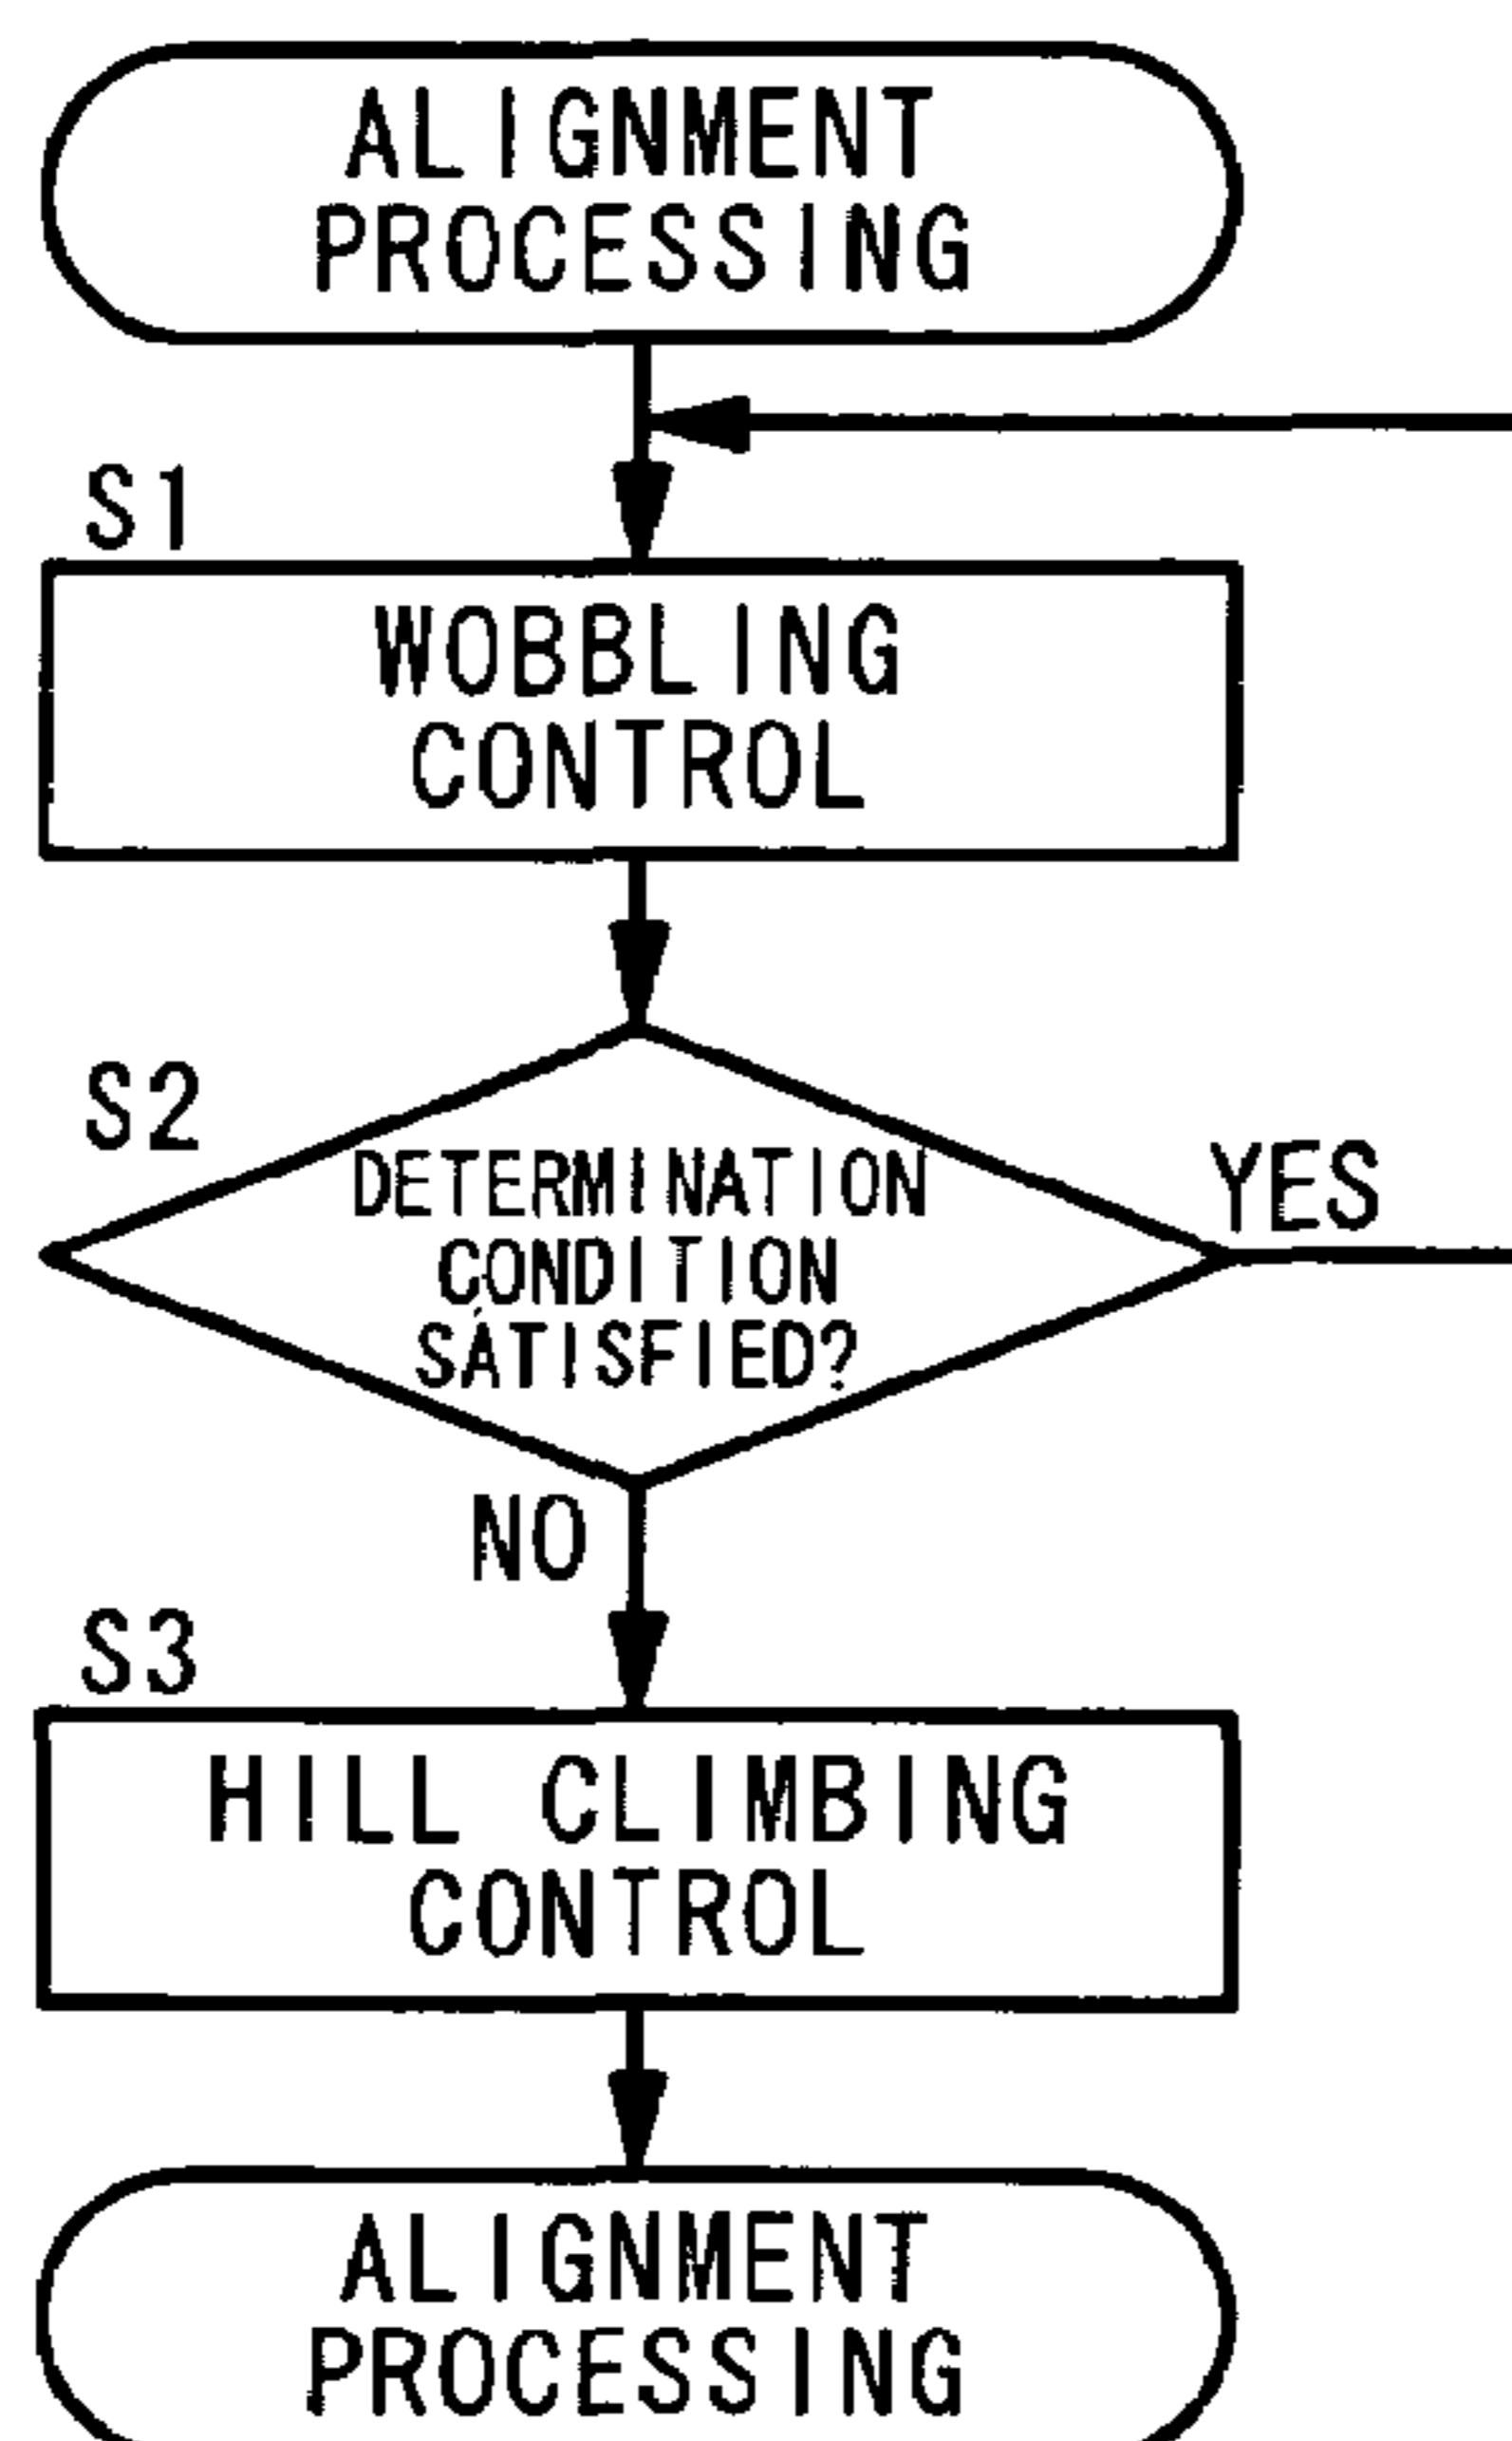 ALIGNMENT
PROCESSING
S1
WOBBLING
CONTROL
S2
DETERMINATION
CONDITION
SATISFIED?
YES
NO
S3
HILL CLIMBING
CONTROL
ALIGNMENT
PROCESSING